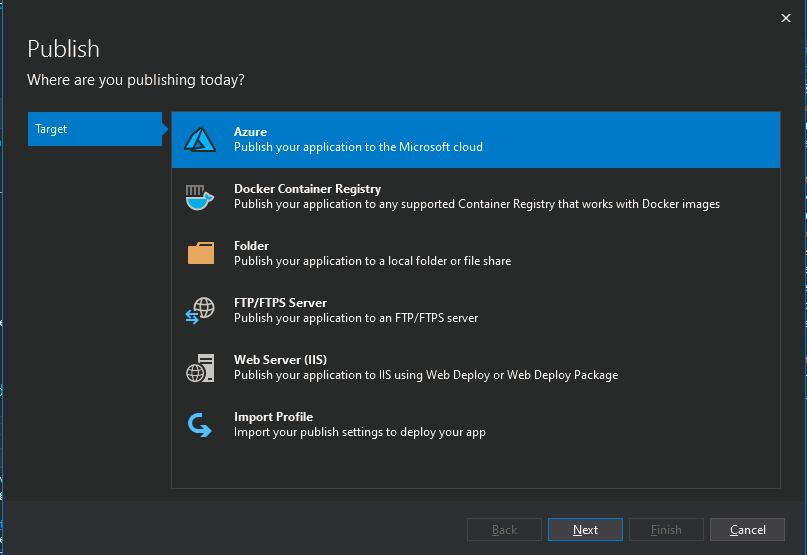 Publish
Where are you publishing today?
Target
Azure
Publish your application to the Microsoft cloud
Docker Container Registry
Publish your application to any supported Container Registry that works with Docker images
Folder
Publish your application to a local folder or file share
FTP/FTPS Server
Publish your application to an FTP/FTPS server
Web Server (IIS)
Publish your application to IIS using Web Deploy or Web Deploy Package
Import Profile
Import your publish settings to deploy your app
Back
Next
Finish
Cancel